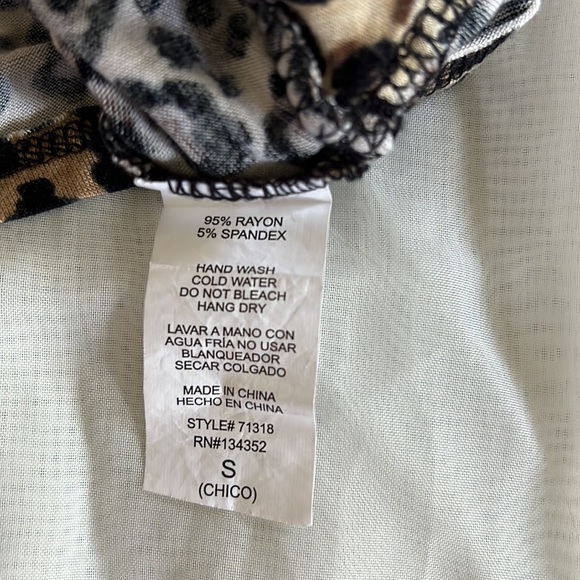 95% RAYON
5% SPANDEX
HAND WASH
COLD WATER
DO NOT BLEACH
HANG DRY
LAVAR A MANO CON
AGUA FRÍA NO USAR
BLANQUEADOR
SECAR COLGADO
MADE IN CHINA
HECHO EN CHINA
STYLE# 71318
RN#134352
S
(CHICO)